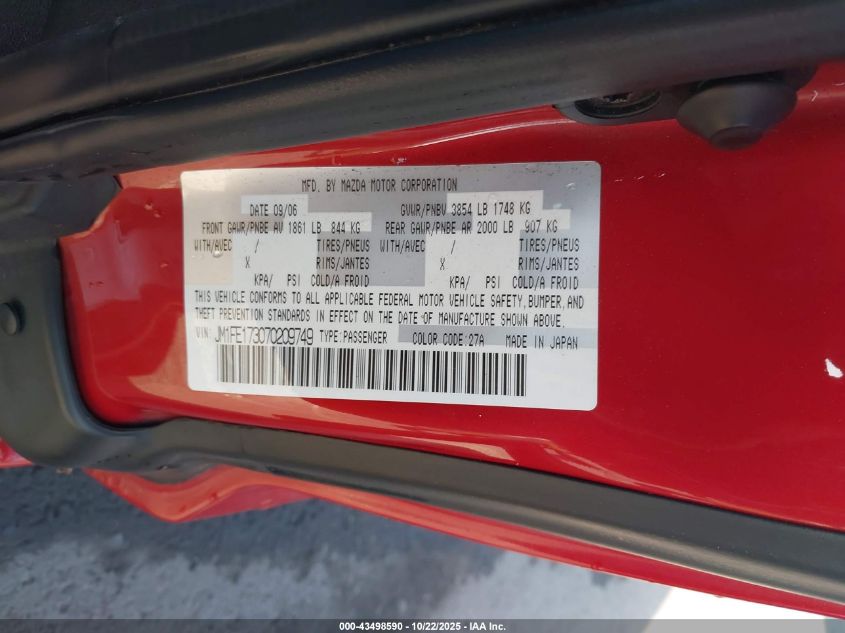 MFD. BY MAZDA MOTOR CORPORATION
DATE 09/06 GVWR/PNBV 3854 LB 1748 KG
FRONT GAWR/PNBE AV 1861 LB 844 KG REAR GAWR/PNBE AR 2000 LB 907 KG
WITH/AVEC / TIRES/PNEUS WITH/AVEC / TIRES/PNEUS
X RIMS/JANTES X RIMS/JANTES
KPA/ PSI COLD/A FROID KPA/ PSI COLD/A FROID
THIS VEHICLE CONFORMS TO ALL APPLICABLE FEDERAL MOTOR VEHICLE SAFETY, BUMPER, AND
THEFT PREVENTION STANDARDS IN EFFECT ON THE DATE OF MANUFACTURE SHOWN ABOVE.
VIN: JM1FE173070209749 TYPE:PASSENGER COLOR CODE:27A MADE IN JAPAN
000-43498590 - 10/22/2025 - IAA Inc.